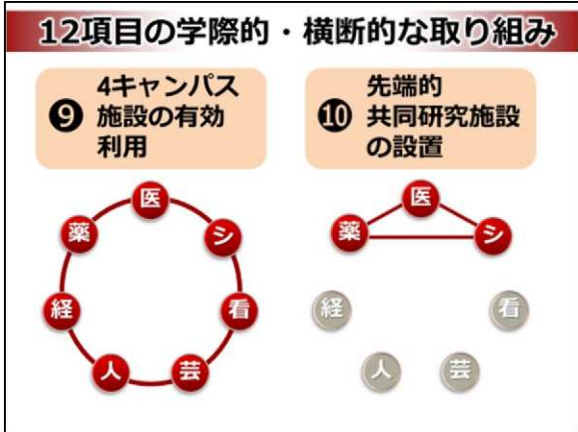 12項目の学際的・横断的な取り組み
❾
4キャンパス
施設の有効
利用
❿
先端的
共同研究施設
の設置
医
薬
シ
経
看
人
芸
医
薬
シ
経
看
人
芸